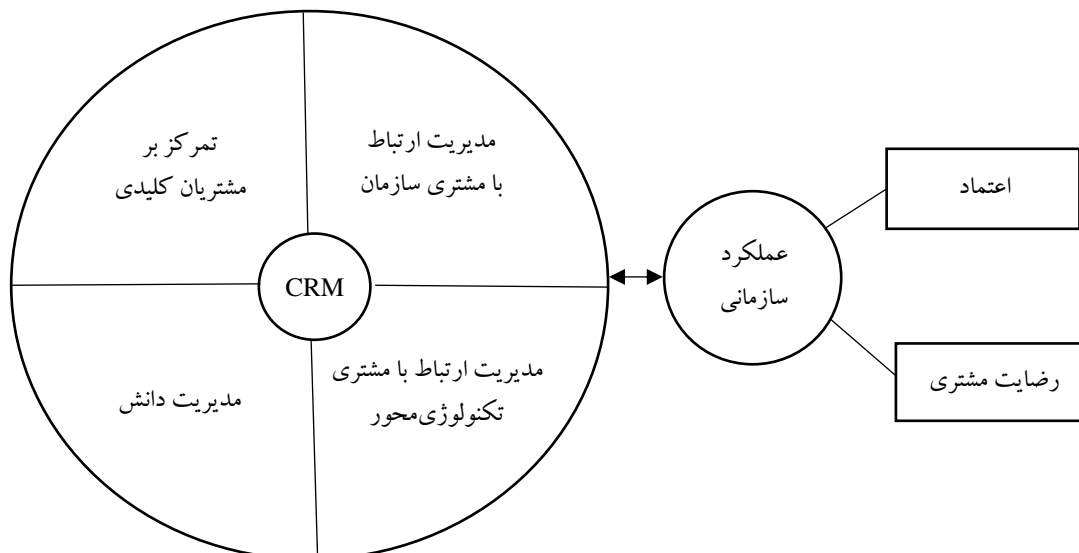 مدیریت ارتباط
با مشتری سازمان
تمرکز بر
مشتریان کلیدی
CRM
مدیریت ارتباط با مشتری
تکنولوژی‌محور
مدیریت دانش
عملکرد
سازمانی
اعتماد
رضایت مشتری